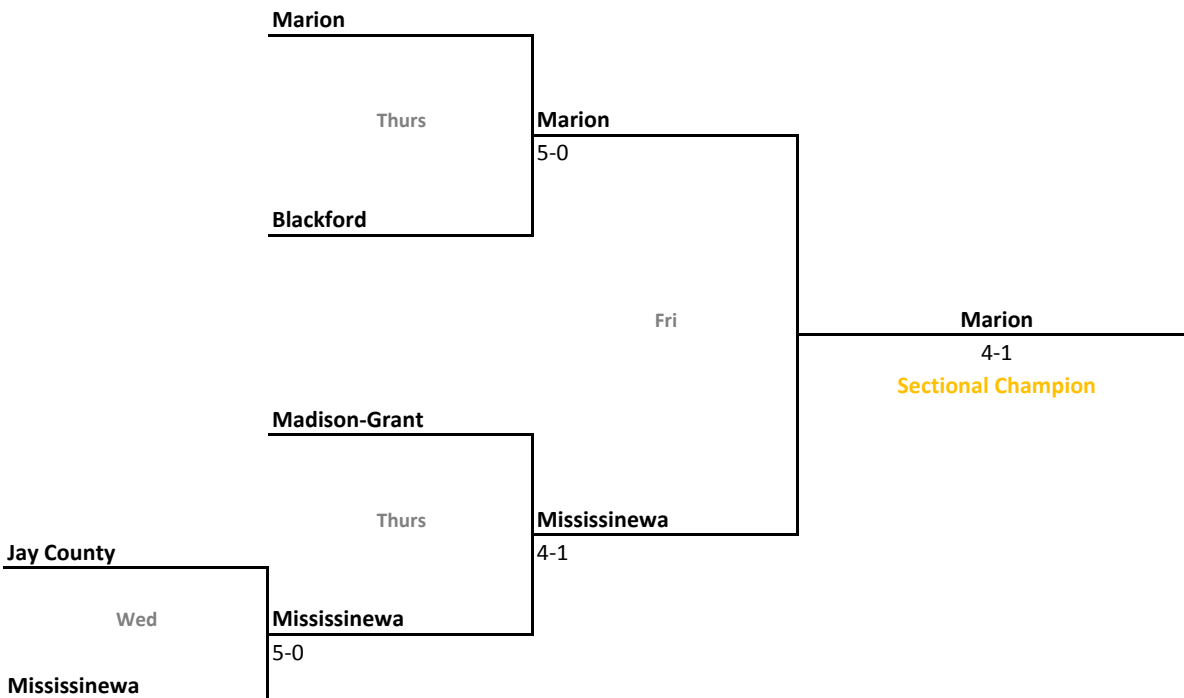 Marion
Thurs
Marion
5-0
Blackford
Fri
Marion
4-1
Sectional Champion
Madison-Grant
Thurs
Mississinewa
4-1
Jay County
Wed
Mississinewa
5-0
Mississinewa